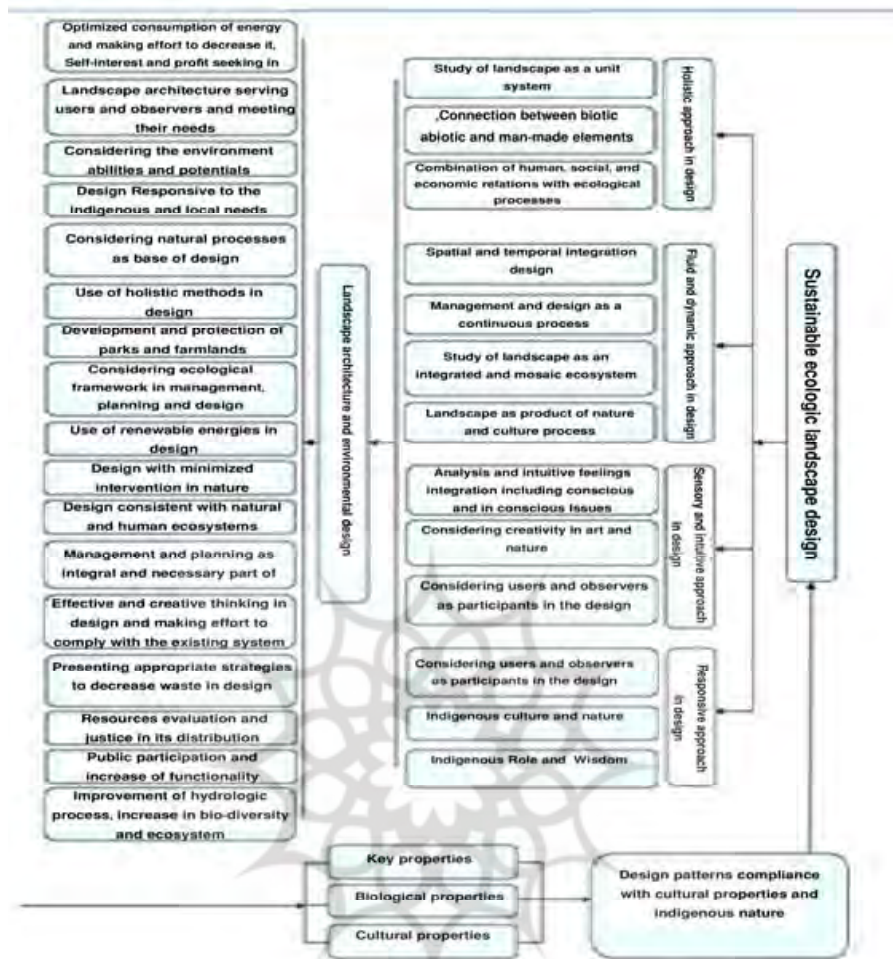 Optimized consumption of energy
and making effort to decrease it,
Self-interest and profit seeking in
Landscape architecture serving
users and observers and meeting
their needs
Considering the environment
abilities and potentials
Design Responsive to the
indigenous and local needs
Considering natural processes
as base of design
Use of holistic methods in
design
Development and protection of
parks and farmlands
Considering ecological
framework in management,
planning and design
Use of renewable energies in
design
Design with minimized
intervention in nature
Design consistent with natural
and human ecosystems
Management and planning as
integral and necessary part of
Effective and creative thinking in
design and making effort to
comply with the existing system
Presenting appropriate strategies
to decrease waste in design
Resources evaluation and
justice in its distribution
Public participation and
increase of functionality
Improvement of hydrologic
process, increase in bio-diversity
and ecosystem
Landscape architecture and environmental design
Study of landscape as a unit
system
,Connection between biotic
abiotic and man-made elements
Combination of human, social, and
economic relations with ecological
processes
Spatial and temporal integration
design
Management and design as a
continuous process
Study of landscape as an
integrated and mosaic ecosystem
Landscape as product of nature
and culture process
Analysis and intuitive feelings
integration including conscious
and in conscious issues
Considering creativity in art and
nature
Considering users and observers
as participants in the design
Considering users and observers
as participants in the design
Indigenous culture and nature
Indigenous Role and Wisdom
Holistic approach in design
Fluid and dynamic approach in design
Sensory and intuitive approach
in design
Responsive approach
in design
Sustainable ecologic landscape design
Key properties
Biological properties
Cultural properties
Design patterns compliance
with cultural properties and
indigenous nature